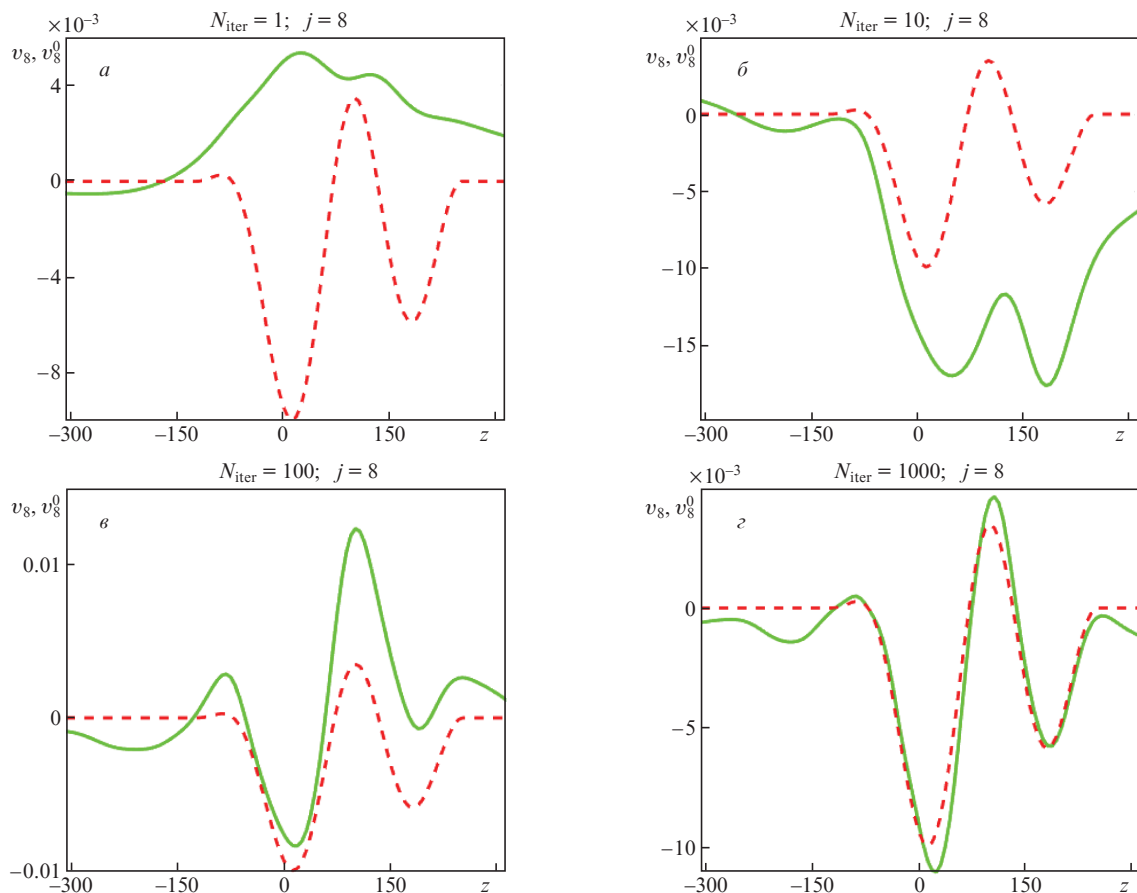 N_iter = 1; j = 8
×10⁻³
v₈, v₈⁰
а
4
0
−4
−8
−300 −150 0 150 z
N_iter = 10; j = 8
v₈, v₈⁰
×10⁻³
б
0
−5
−10
−15
−300 −150 0 150 z
N_iter = 100; j = 8
v₈, v₈⁰
в
0.01
0
−0.01
−300 −150 0 150 z
N_iter = 1000; j = 8
×10⁻³
v₈, v₈⁰
г
0
−5
−10
−300 −150 0 150 z